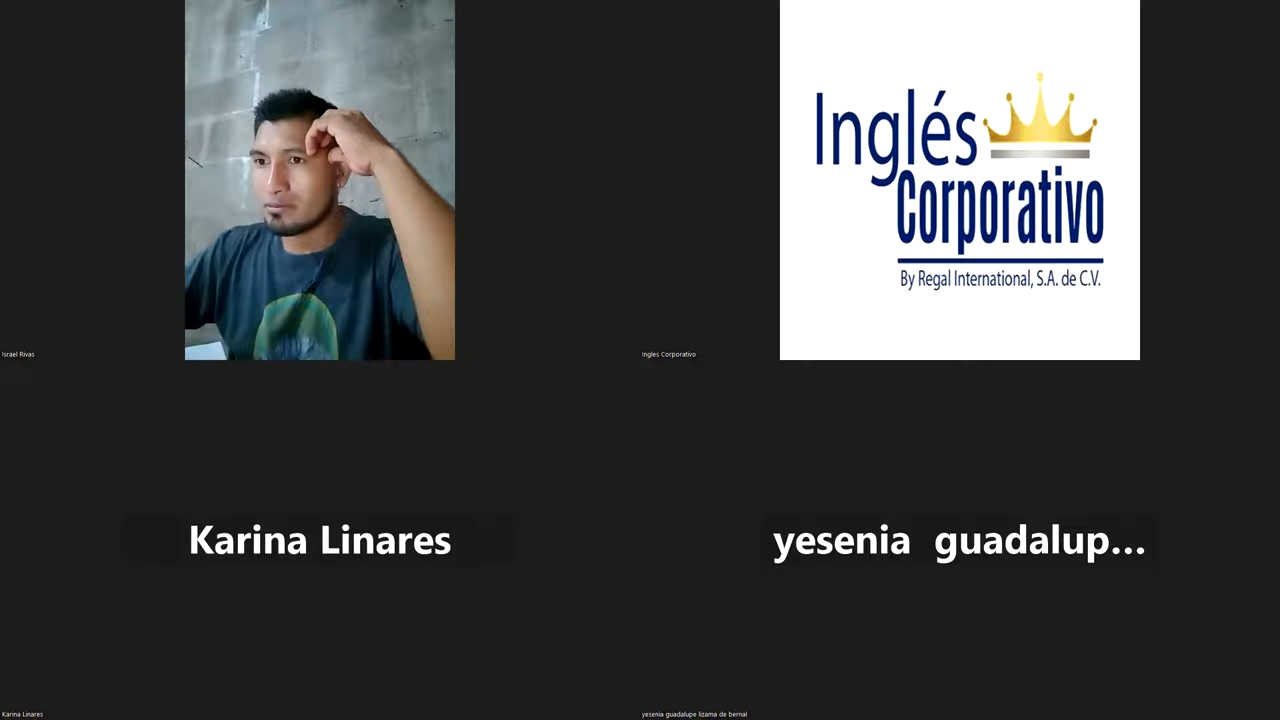 Inglés
Corporativo
By Regal International, S.A. de C.V.
Israel Rivas
Ingles Corporativo
Karina Linares
yesenia guadalup...
Karina Linares
yesenia guadalupe lizama de bernal